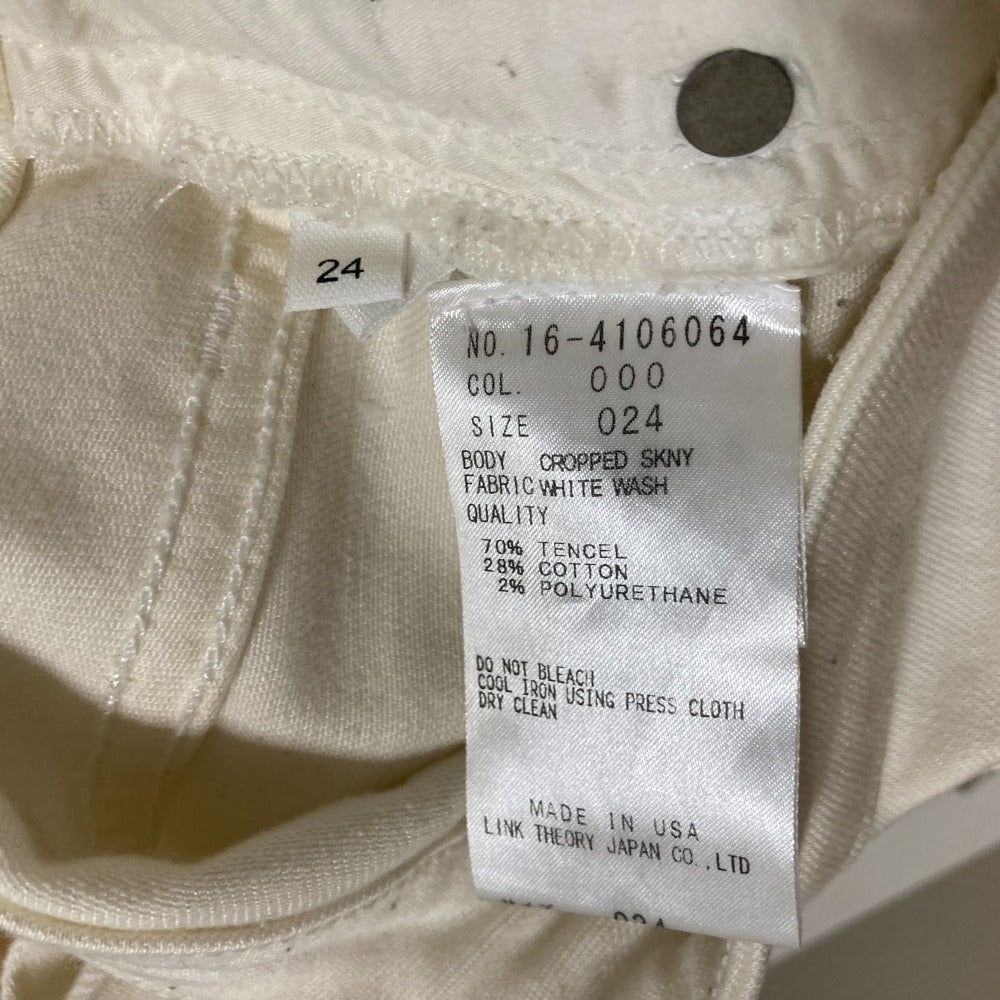 24
NO. 16-4106064
COL. 000
SIZE 024
BODY CROPPED SKNY
FABRIC WHITE WASH
QUALITY
70% TENCEL
28% COTTON
2% POLYURETHANE
DO NOT BLEACH
COOL IRON USING PRESS CLOTH
DRY CLEAN
MADE IN USA
LINK THEORY JAPAN CO.,LTD